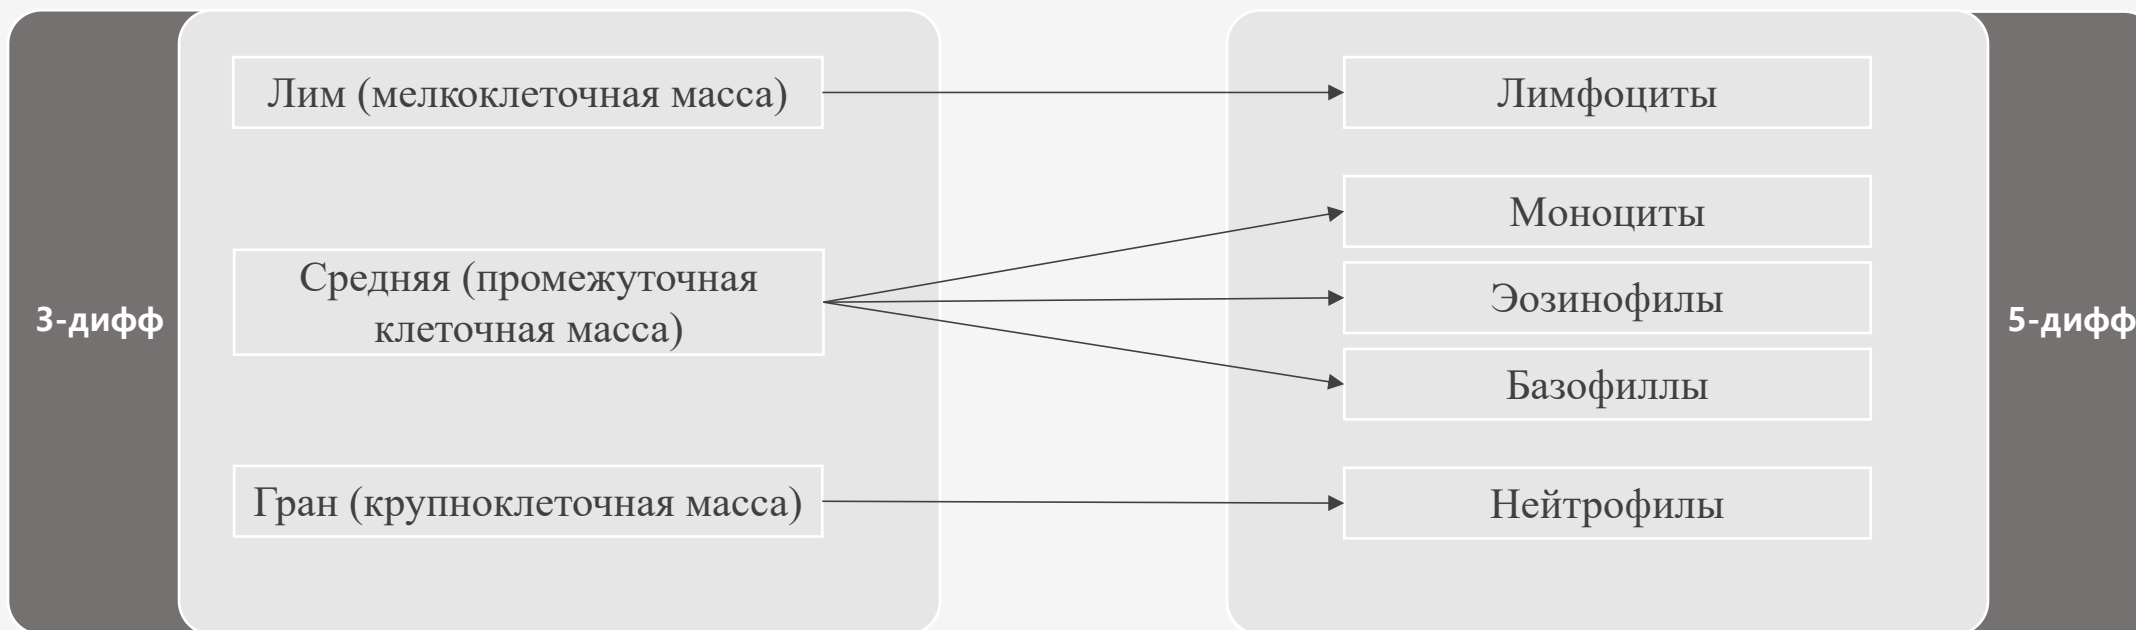 3-дифф
Лим (мелкоклеточная масса)
Средняя (промежуточная
клеточная масса)
Гран (крупноклеточная масса)
Лимфоциты
Моноциты
Эозинофилы
Базофиллы
Нейтрофилы
5-дифф